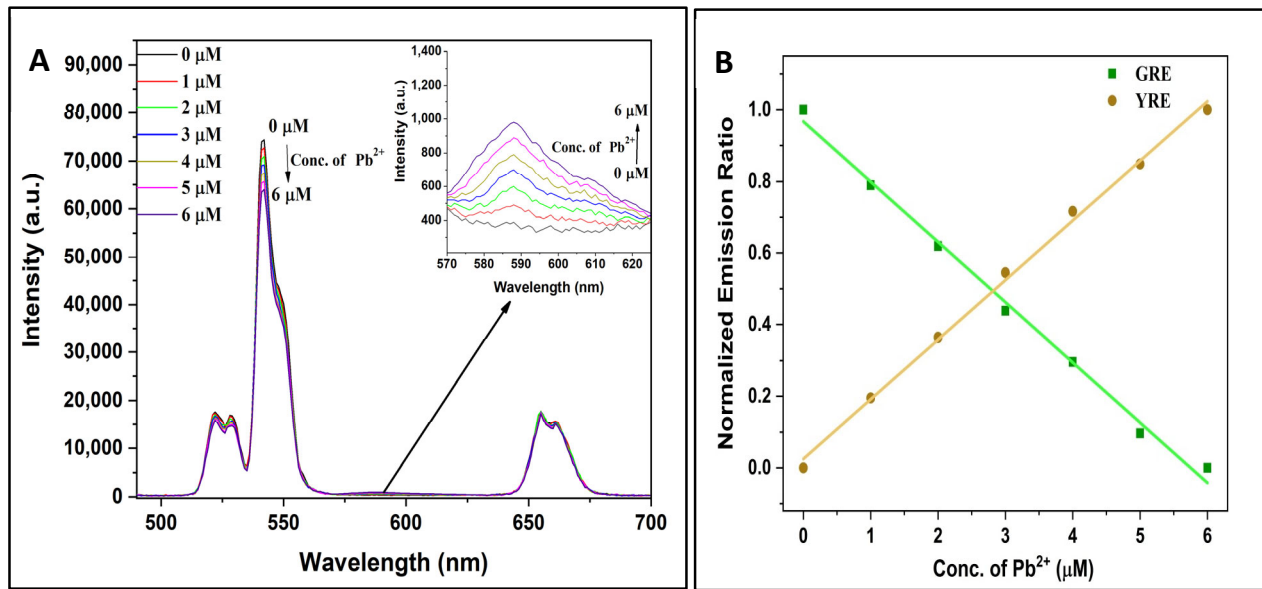 A
0 μM
1 μM
2 μM
3 μM
4 μM
5 μM
6 μM
0 μM
Conc. of Pb2+
6 μM
90,000
80,000
70,000
60,000
50,000
40,000
30,000
20,000
10,000
0
Intensity (a.u.)
500 550 600 650 700
Wavelength (nm)
1,400
1,200
1,000
800
600
400
Intensity (a.u.)
6 μM
Conc. of Pb2+
0 μM
570 580 590 600 610 620
Wavelength (nm)
B
GRE
YRE
1.0
0.8
0.6
0.4
0.2
0.0
Normalized Emission Ratio
0 1 2 3 4 5 6
Conc. of Pb2+ (μM)